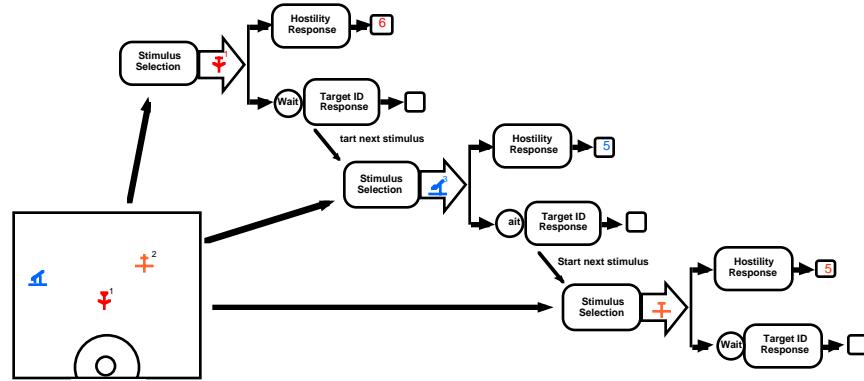 Hostility
Response
6
Stimulus
Selection
1
Wait
Target ID
Response
tart next stimulus
Hostility
Response
5
Stimulus
Selection
3
ait
Target ID
Response
Start next stimulus
Hostility
Response
5
Stimulus
Selection
Wait
Target ID
Response
2
1